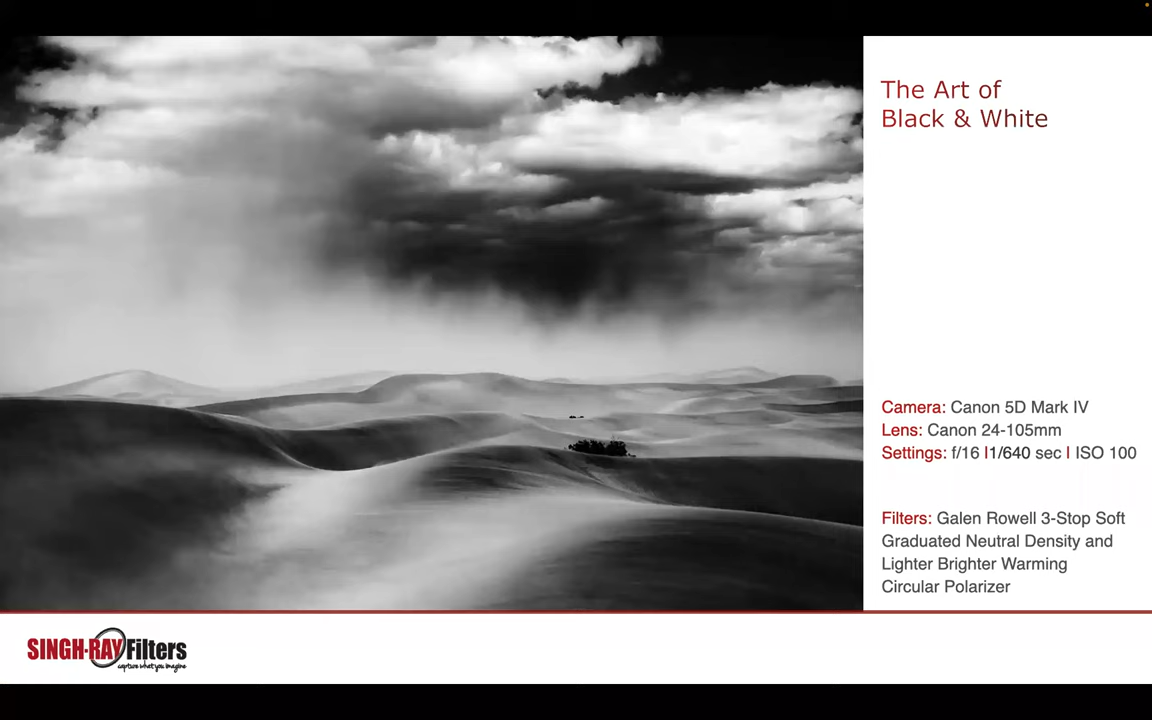 The Art of
Black & White
Camera: Canon 5D Mark IV
Lens: Canon 24-105mm
Settings: f/16 I1/640 sec I ISO 100
Filters: Galen Rowell 3-Stop Soft
Graduated Neutral Density and
Lighter Brighter Warming
Circular Polarizer
SINGH-RAY Filters
capture what you imagine